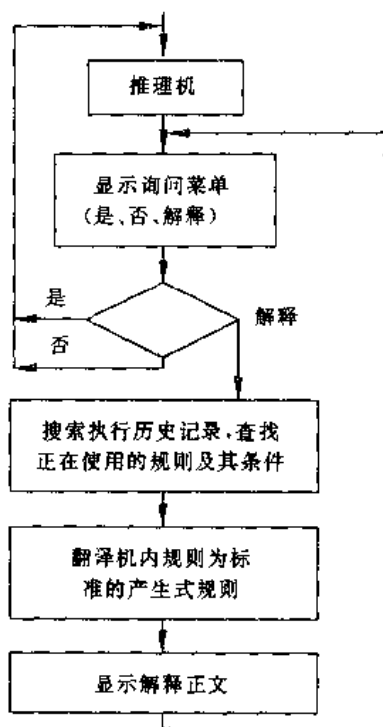 推理机
显示询问菜单
（是、否、解释）
是
否
解释
搜索执行历史记录，查找
正在使用的规则及其条件
翻译机内规则为标
准的产生式规则
显示解释正文